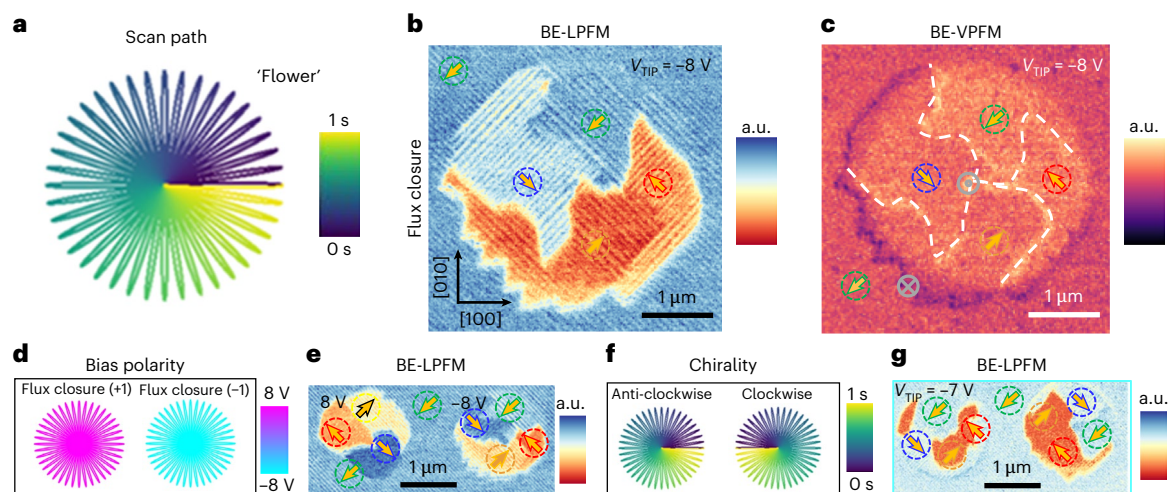 a
Scan path
'Flower'
1 s
0 s
b
BE-LPFM
Flux closure
V_TIP = –8 V
[010]
[100]
1 µm
a.u.
c
BE-VPFM
V_TIP = –8 V
1 µm
a.u.
d
Bias polarity
Flux closure (+1) Flux closure (−1)
8 V
−8 V
e
BE-LPFM
8 V
−8 V
1 µm
a.u.
f
Chirality
Anti-clockwise Clockwise
1 s
0 s
g
BE-LPFM
V_TIP = −7 V
1 µm
a.u.